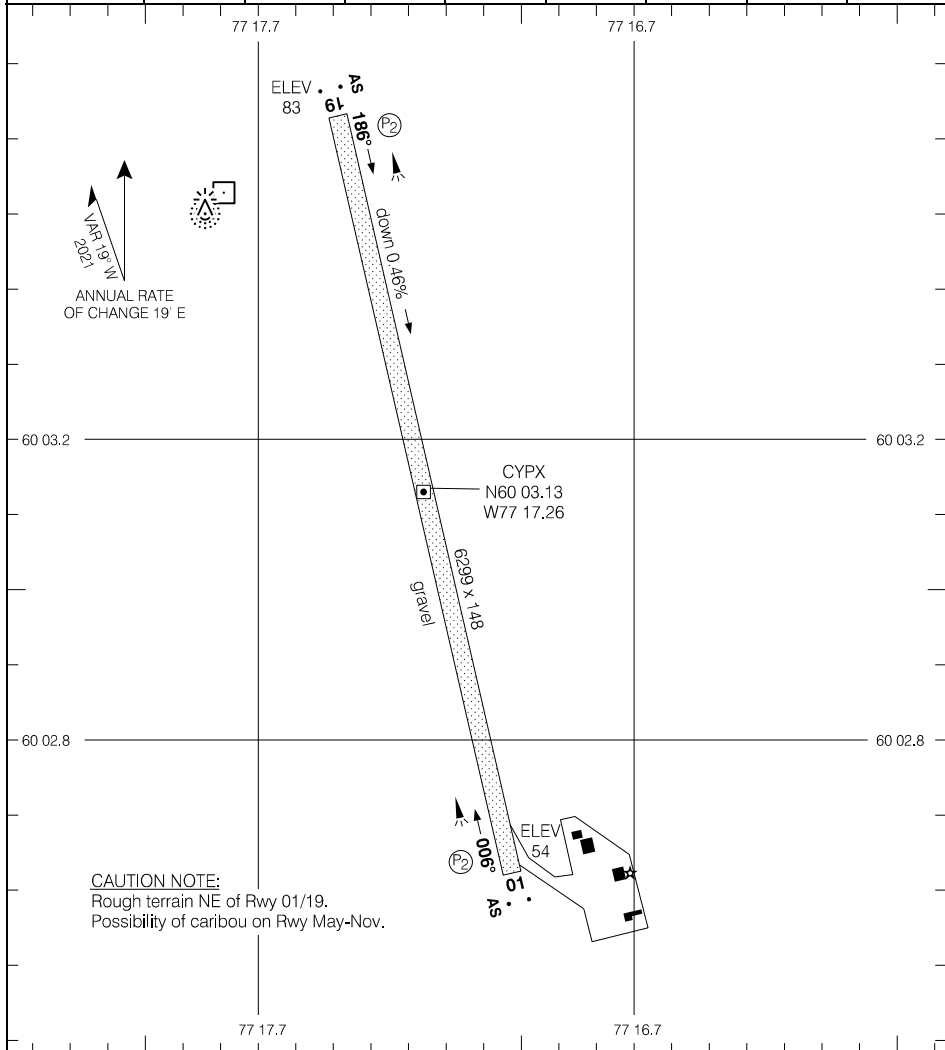 77 17.7
77 16.7
ELEV
83
AS
19
186°
P2
down 0.46%
VAR 19° W
2021
ANNUAL RATE
OF CHANGE 19' E
60 03.2
60 03.2
CYPX
N60 03.13
W77 17.26
6299 x 148
gravel
60 02.8
60 02.8
ELEV
54
006°
P2
01
AS
CAUTION NOTE:
Rough terrain NE of Rwy 01/19.
Possibility of caribou on Rwy May-Nov.
77 17.7
77 16.7